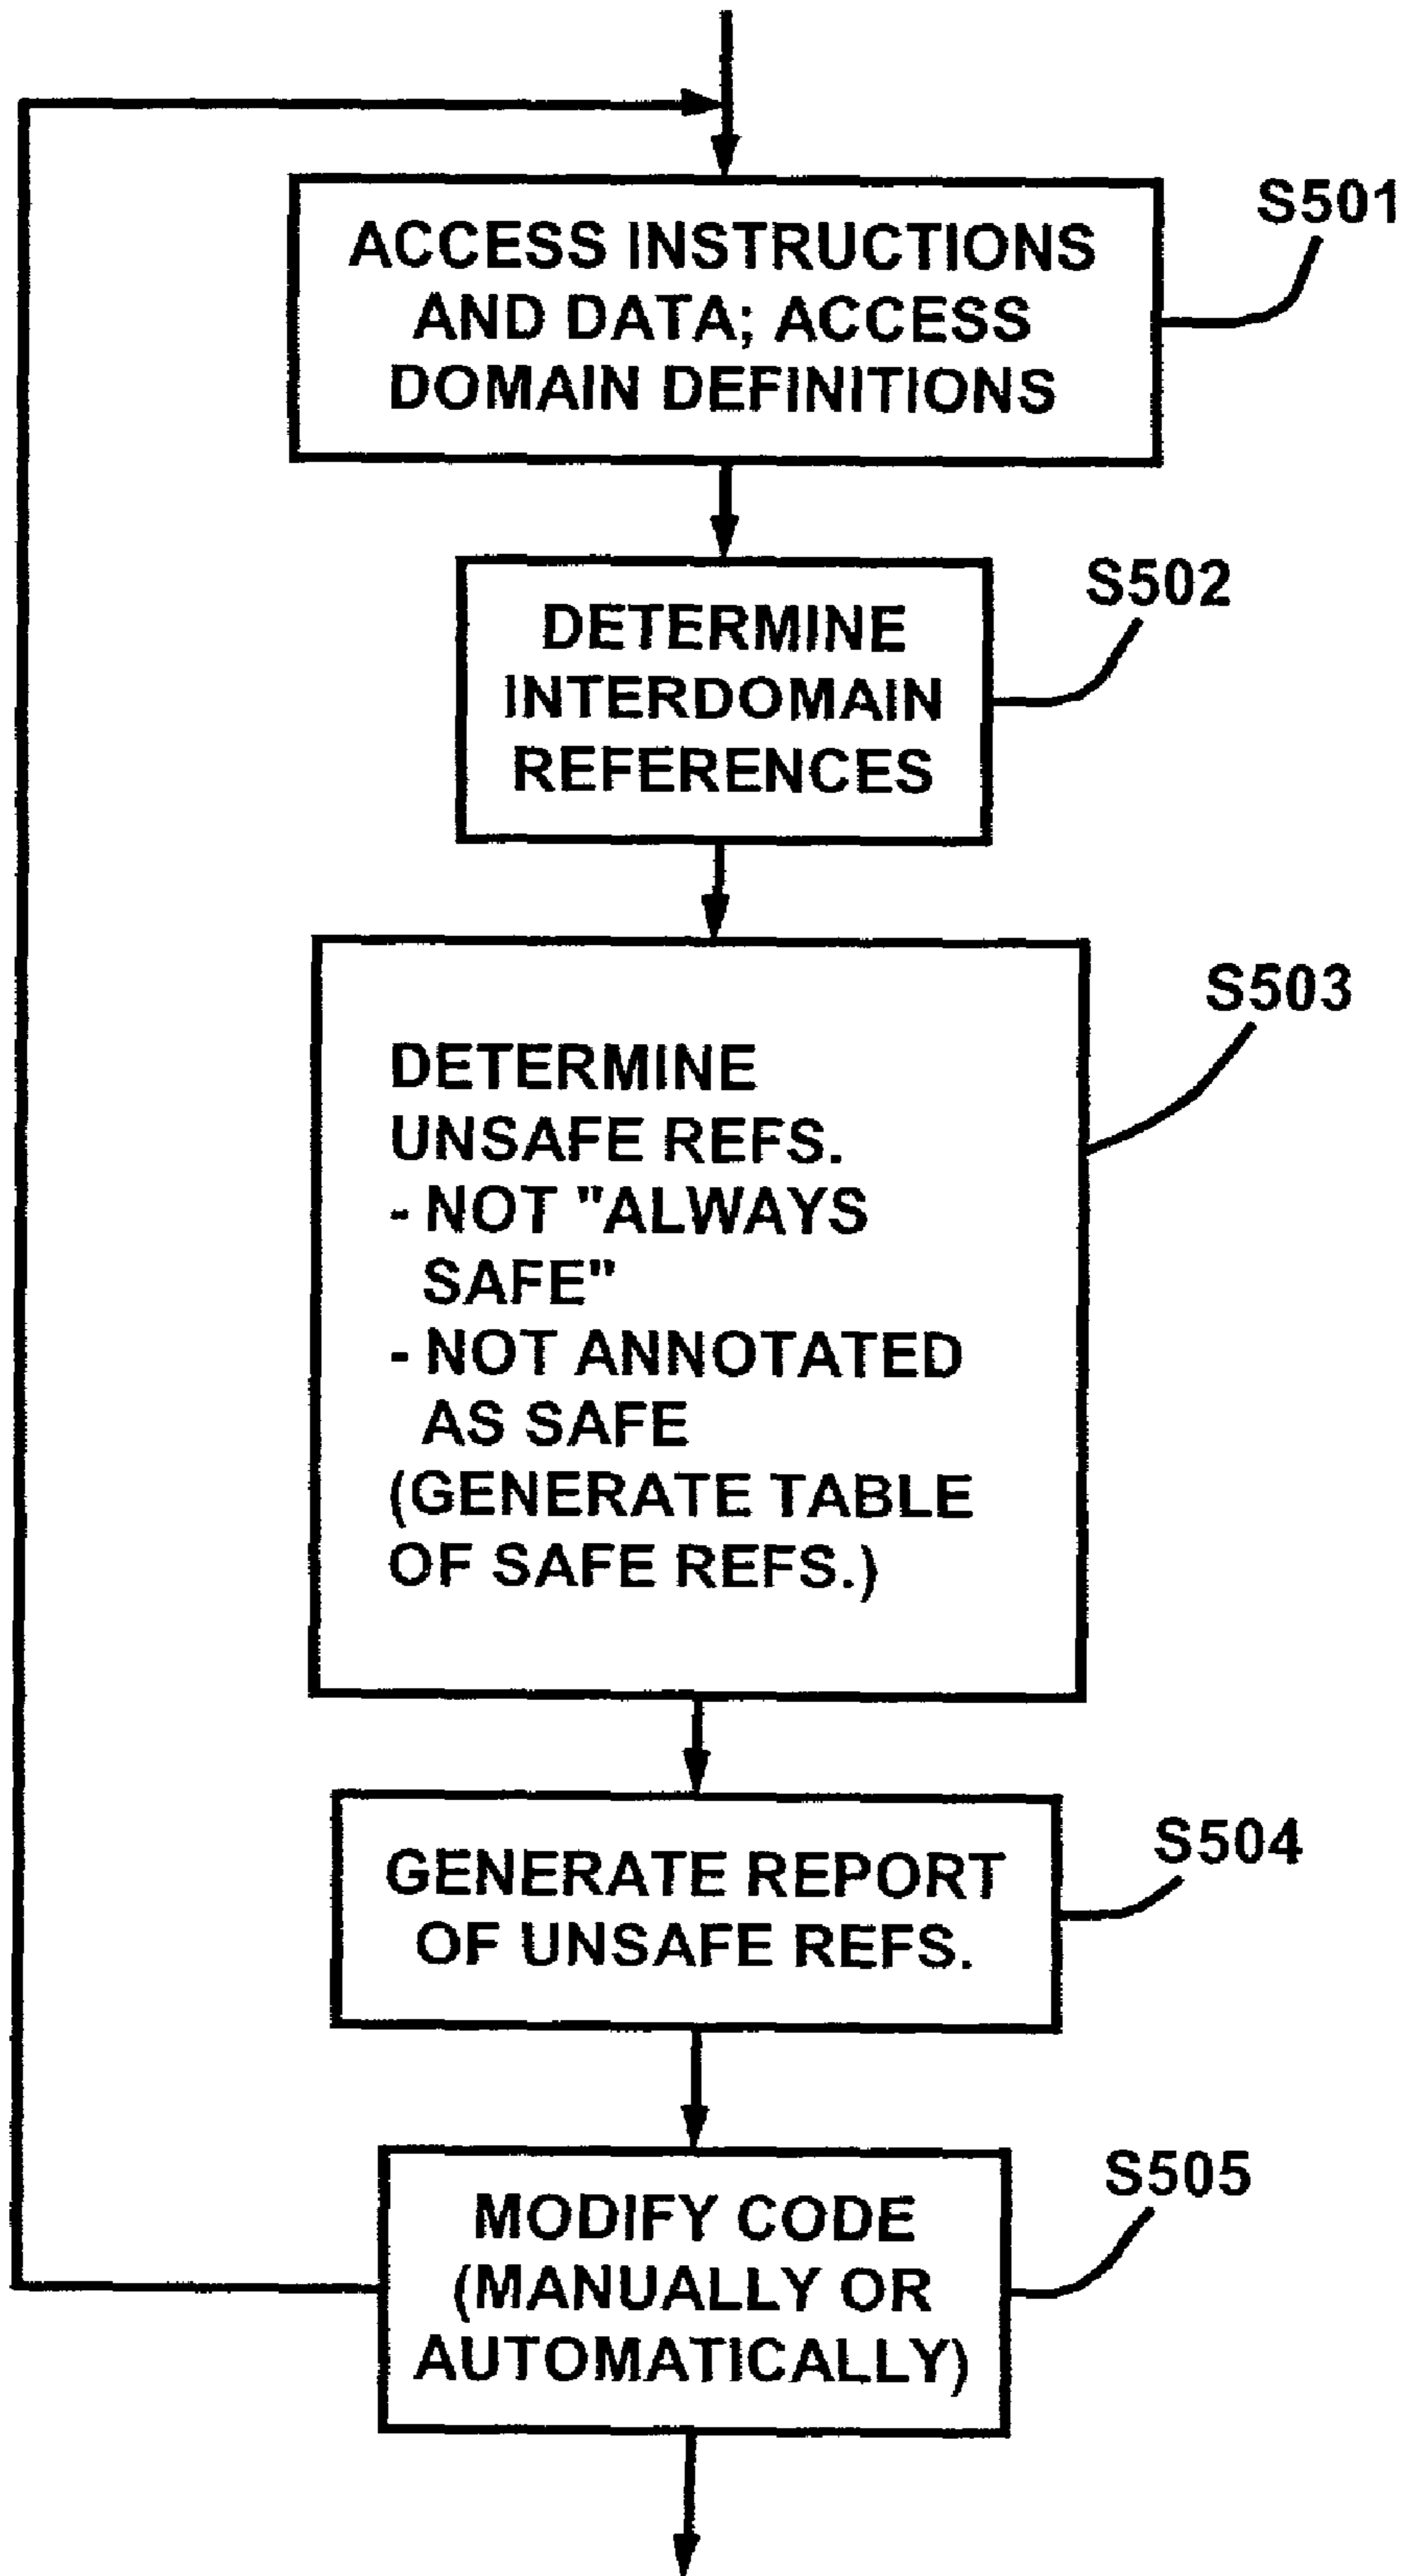 ACCESS INSTRUCTIONS
AND DATA; ACCESS
DOMAIN DEFINITIONS
S501
DETERMINE
INTERDOMAIN
REFERENCES
S502
DETERMINE
UNSAFE REFS.
- NOT "ALWAYS
SAFE"
- NOT ANNOTATED
AS SAFE
(GENERATE TABLE
OF SAFE REFS.)
S503
GENERATE REPORT
OF UNSAFE REFS.
S504
MODIFY CODE
(MANUALLY OR
AUTOMATICALLY)
S505